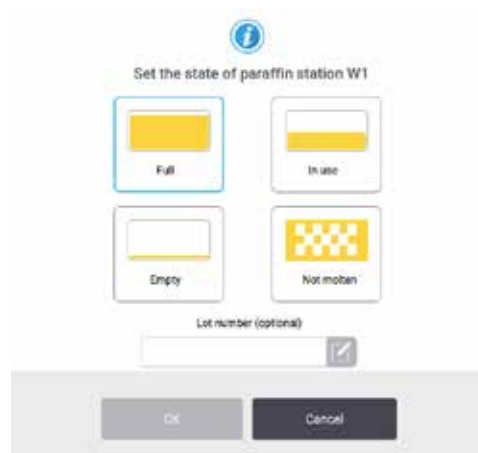 Set the state of paraffin station W1
Full
In use
Empty
Not molten
Lot number (optional)
OK
Cancel